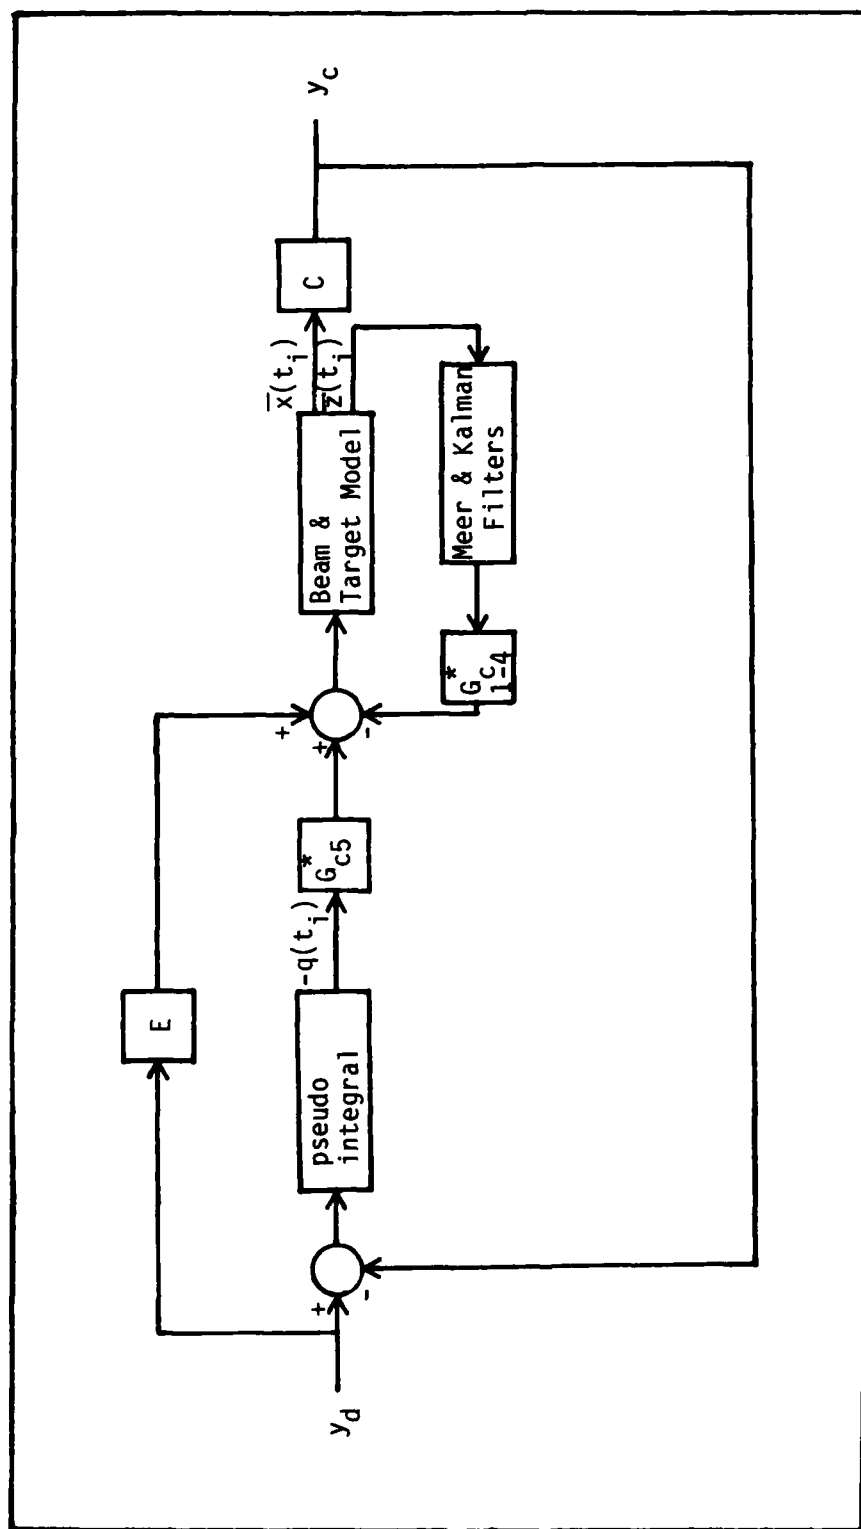 E
y_d
+
-
pseudo
integral
-q(t_i)
G*_c5
+
+
-
Beam &
Target Model
x̅(t_i)
z̅(t_i)
C
y_c
Meer & Kalman
Filters
G*_c
1-4